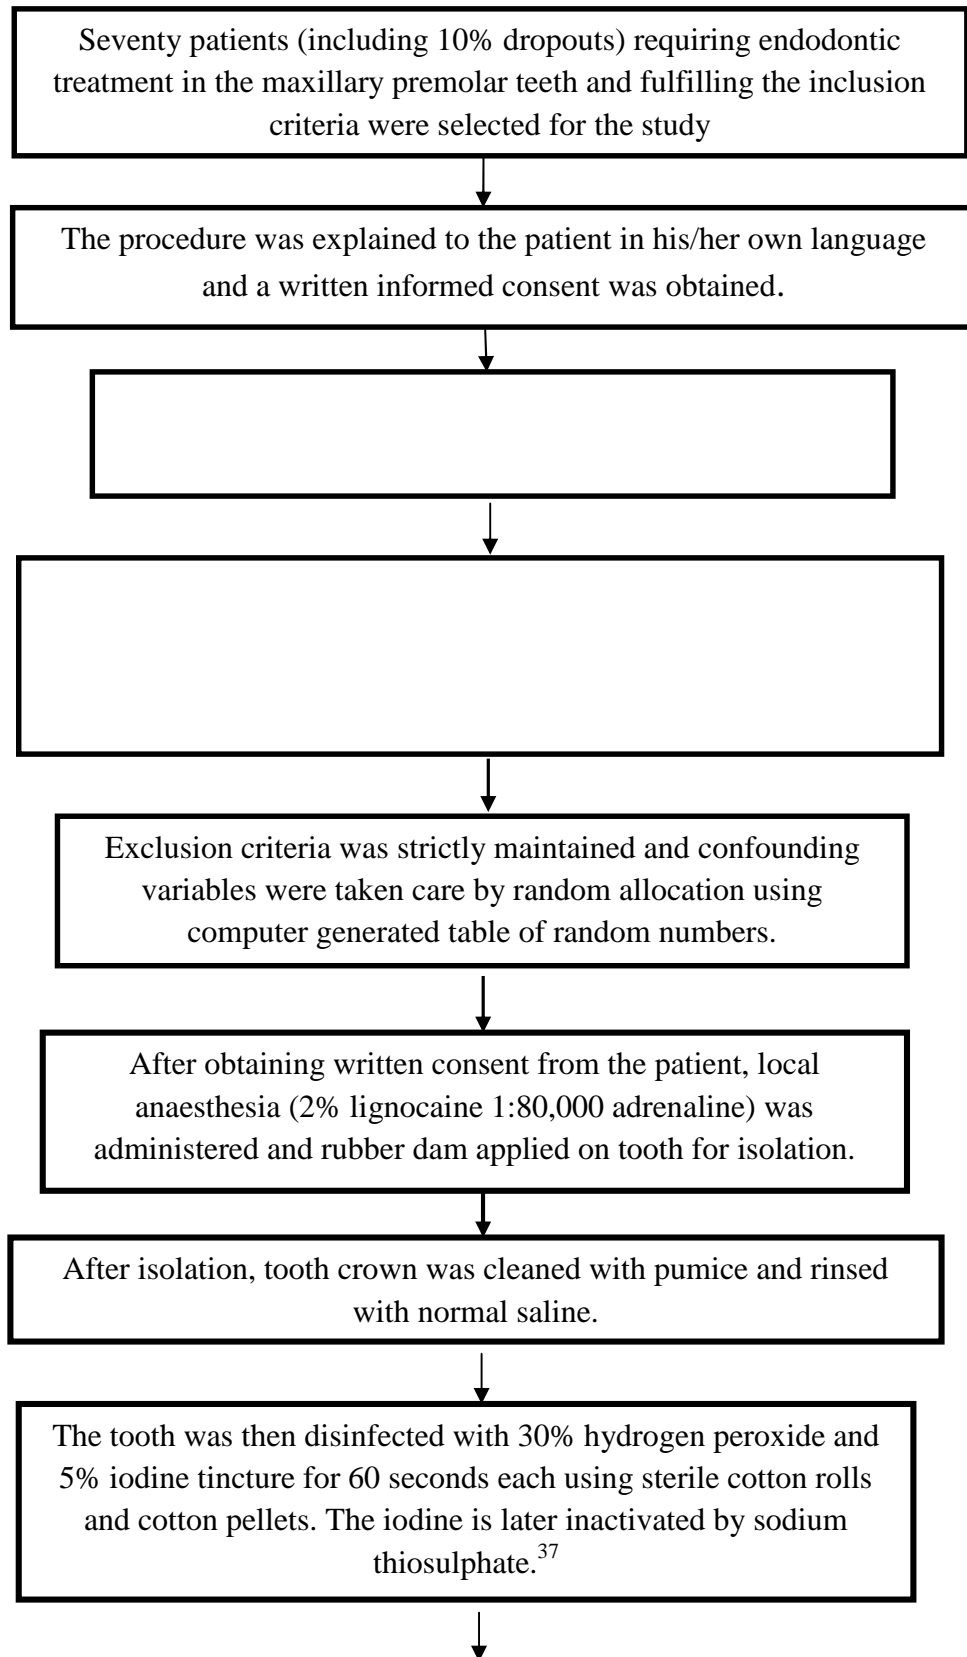 Seventy patients (including 10% dropouts) requiring endodontic
treatment in the maxillary premolar teeth and fulfilling the inclusion
criteria were selected for the study
The procedure was explained to the patient in his/her own language
and a written informed consent was obtained.
Exclusion criteria was strictly maintained and confounding
variables were taken care by random allocation using
computer generated table of random numbers.
After obtaining written consent from the patient, local
anaesthesia (2% lignocaine 1:80,000 adrenaline) was
administered and rubber dam applied on tooth for isolation.
After isolation, tooth crown was cleaned with pumice and rinsed
with normal saline.
The tooth was then disinfected with 30% hydrogen peroxide and
5% iodine tincture for 60 seconds each using sterile cotton rolls
and cotton pellets. The iodine is later inactivated by sodium
thiosulphate.37